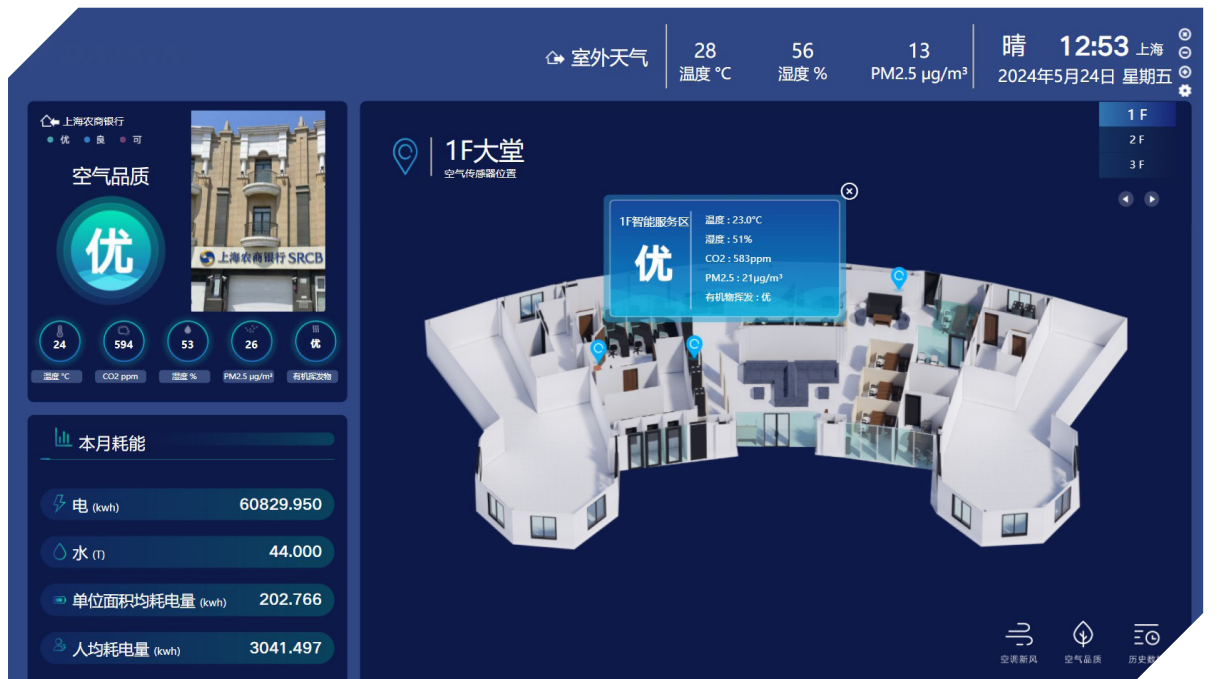 室外天气
28
温度 °C
56
湿度 %
13
PM2.5 μg/m³
晴
12:53 上海
2024年5月24日 星期五
上海农商银行
优 良 可
空气品质
优
上海农商银行 SRCB
24
594
53
26
优
温度 °C
CO2 ppm
湿度 %
PM2.5 μg/m³
有机挥发物
本月耗能
电 (kwh) 60829.950
水 (T) 44.000
单位面积均耗电量 (kwh) 202.766
人均耗电量 (kwh) 3041.497
1F大堂
空气传感器位置
1 F
2 F
3 F
1F智能服务区
优
温度 : 23.0°C
湿度 : 51%
CO2 : 583ppm
PM2.5 : 21μg/m³
有机物挥发 : 优
空调新风
空气品质
历史数